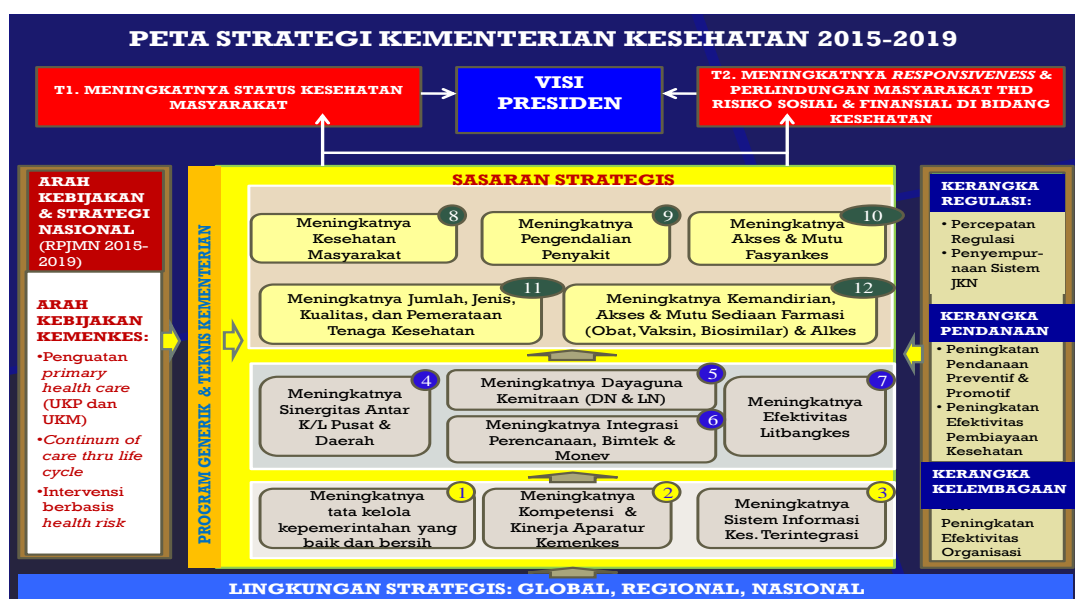 PETA STRATEGI KEMENTERIAN KESEHATAN 2015-2019
T1. MENINGKATNYA STATUS KESEHATAN
MASYARAKAT
VISI
PRESIDEN
T2. MENINGKATNYA RESPONSIVENESS &
PERLINDUNGAN MASYARAKAT THD
RISIKO SOSIAL & FINANSIAL DI BIDANG
KESEHATAN
ARAH
KEBIJAKAN
& STRATEGI
NASIONAL
(RPJMN 2015-
2019)
ARAH
KEBIJAKAN
KEMENKES:
•Penguatan
primary
health care
(UKP dan
UKM)
•Continum of
care thru life
cycle
•Intervensi
berbasis
health risk
PROGRAM GENERIK & TEKNIS KEMENTERIAN
SASARAN STRATEGIS
8
Meningkatnya
Kesehatan
Masyarakat
9
Meningkatnya
Pengendalian
Penyakit
10
Meningkatnya
Akses & Mutu
Fasyankes
11
Meningkatnya Jumlah, Jenis,
Kualitas, dan Pemerataan
Tenaga Kesehatan
12
Meningkatnya Kemandirian,
Akses & Mutu Sediaan Farmasi
(Obat, Vaksin, Biosimilar) & Alkes
4
Meningkatnya
Sinergitas Antar
K/L Pusat &
Daerah
5
Meningkatnya Dayaguna
Kemitraan (DN & LN)
6
Meningkatnya Integrasi
Perencanaan, Bimtek &
Monev
7
Meningkatnya
Efektivitas
Litbangkes
1
Meningkatnya
tata kelola
kepemerintahan yang
baik dan bersih
2
Meningkatnya
Kompetensi &
Kinerja Aparatur
Kemenkes
3
Meningkatnya
Sistem Informasi
Kes. Terintegrasi
KERANGKA
REGULASI:
• Percepatan
Regulasi
• Penyempur-
naan Sistem
JKN
KERANGKA
PENDANAAN
• Peningkatan
Pendanaan
Preventif &
Promotif
• Peningkatan
Efektivitas
Pembiayaan
Kesehatan
KERANGKA
KELEMBAGAAN
Peningkatan
Efektivitas
Organisasi
LINGKUNGAN STRATEGIS: GLOBAL, REGIONAL, NASIONAL